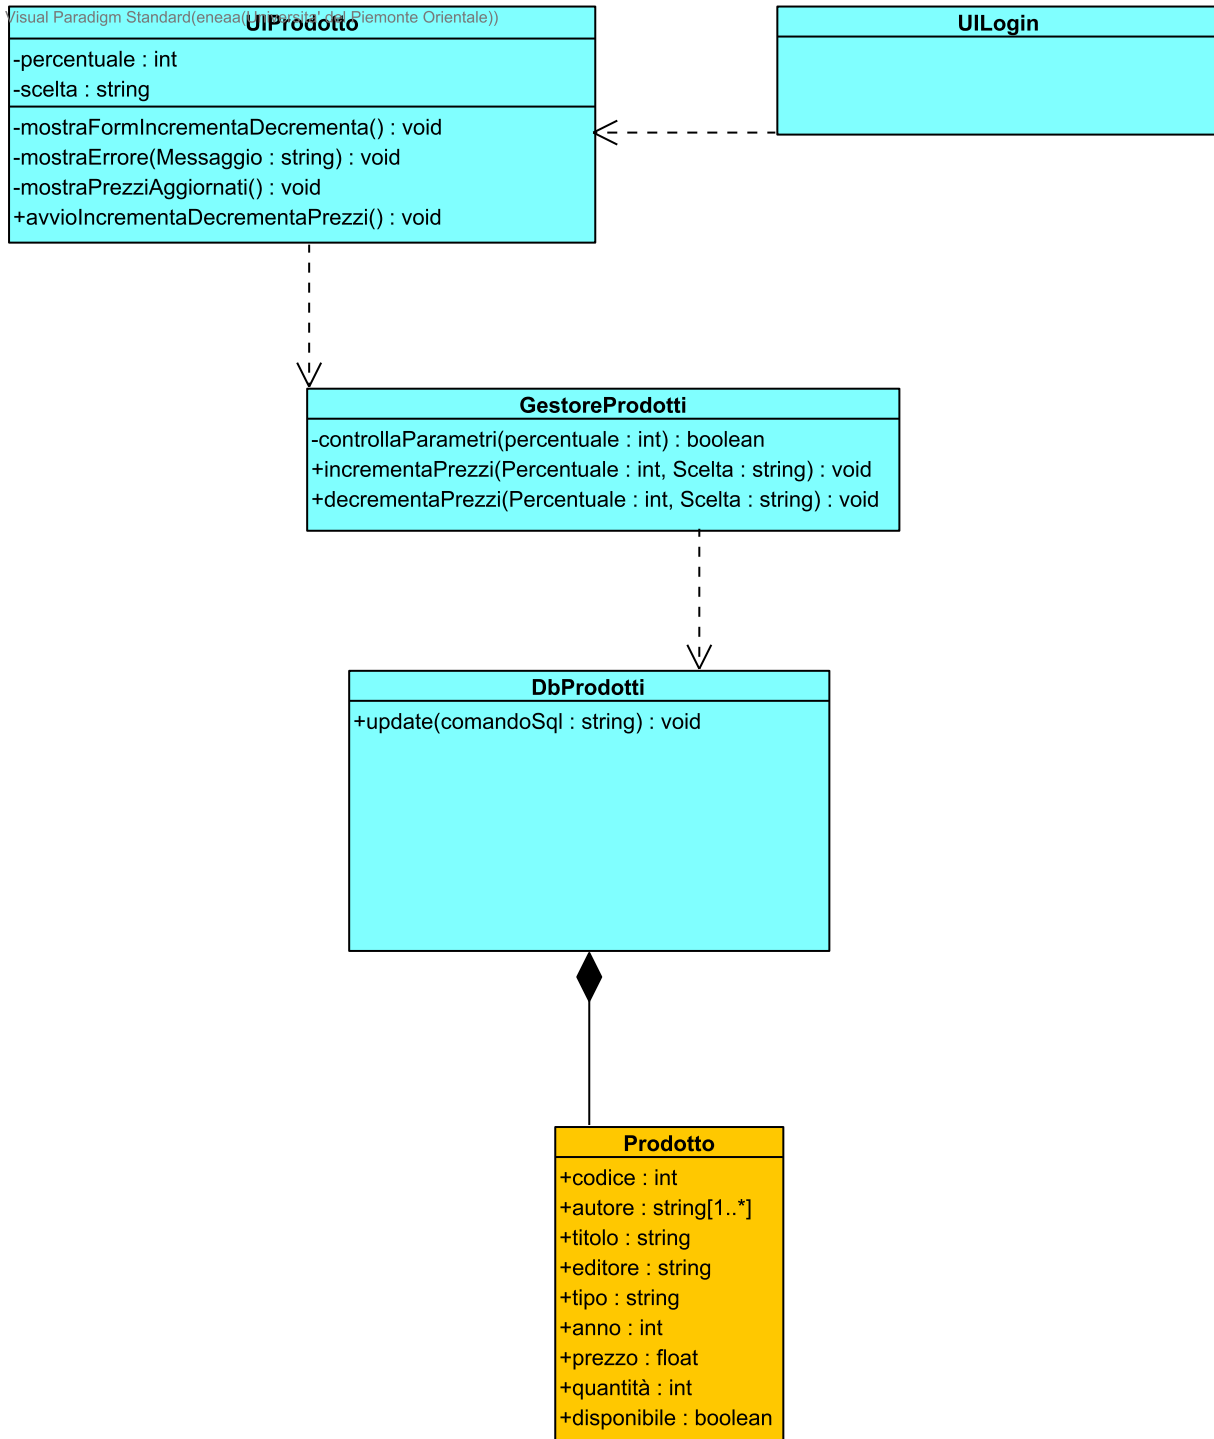 Visual Paradigm Standard(eneaa(Universita' del Piemonte Orientale))
UIProdotto
-percentuale : int
-scelta : string
-mostraFormIncrementaDecrementa() : void
-mostraErrore(Messaggio : string) : void
-mostraPrezziAggiornati() : void
+avvioIncrementaDecrementaPrezzi() : void
UILogin
GestoreProdotti
-controllaParametri(percentuale : int) : boolean
+incrementaPrezzi(Percentuale : int, Scelta : string) : void
+decrementaPrezzi(Percentuale : int, Scelta : string) : void
DbProdotti
+update(comandoSql : string) : void
Prodotto
+codice : int
+autore : string[1..*]
+titolo : string
+editore : string
+tipo : string
+anno : int
+prezzo : float
+quantità : int
+disponibile : boolean